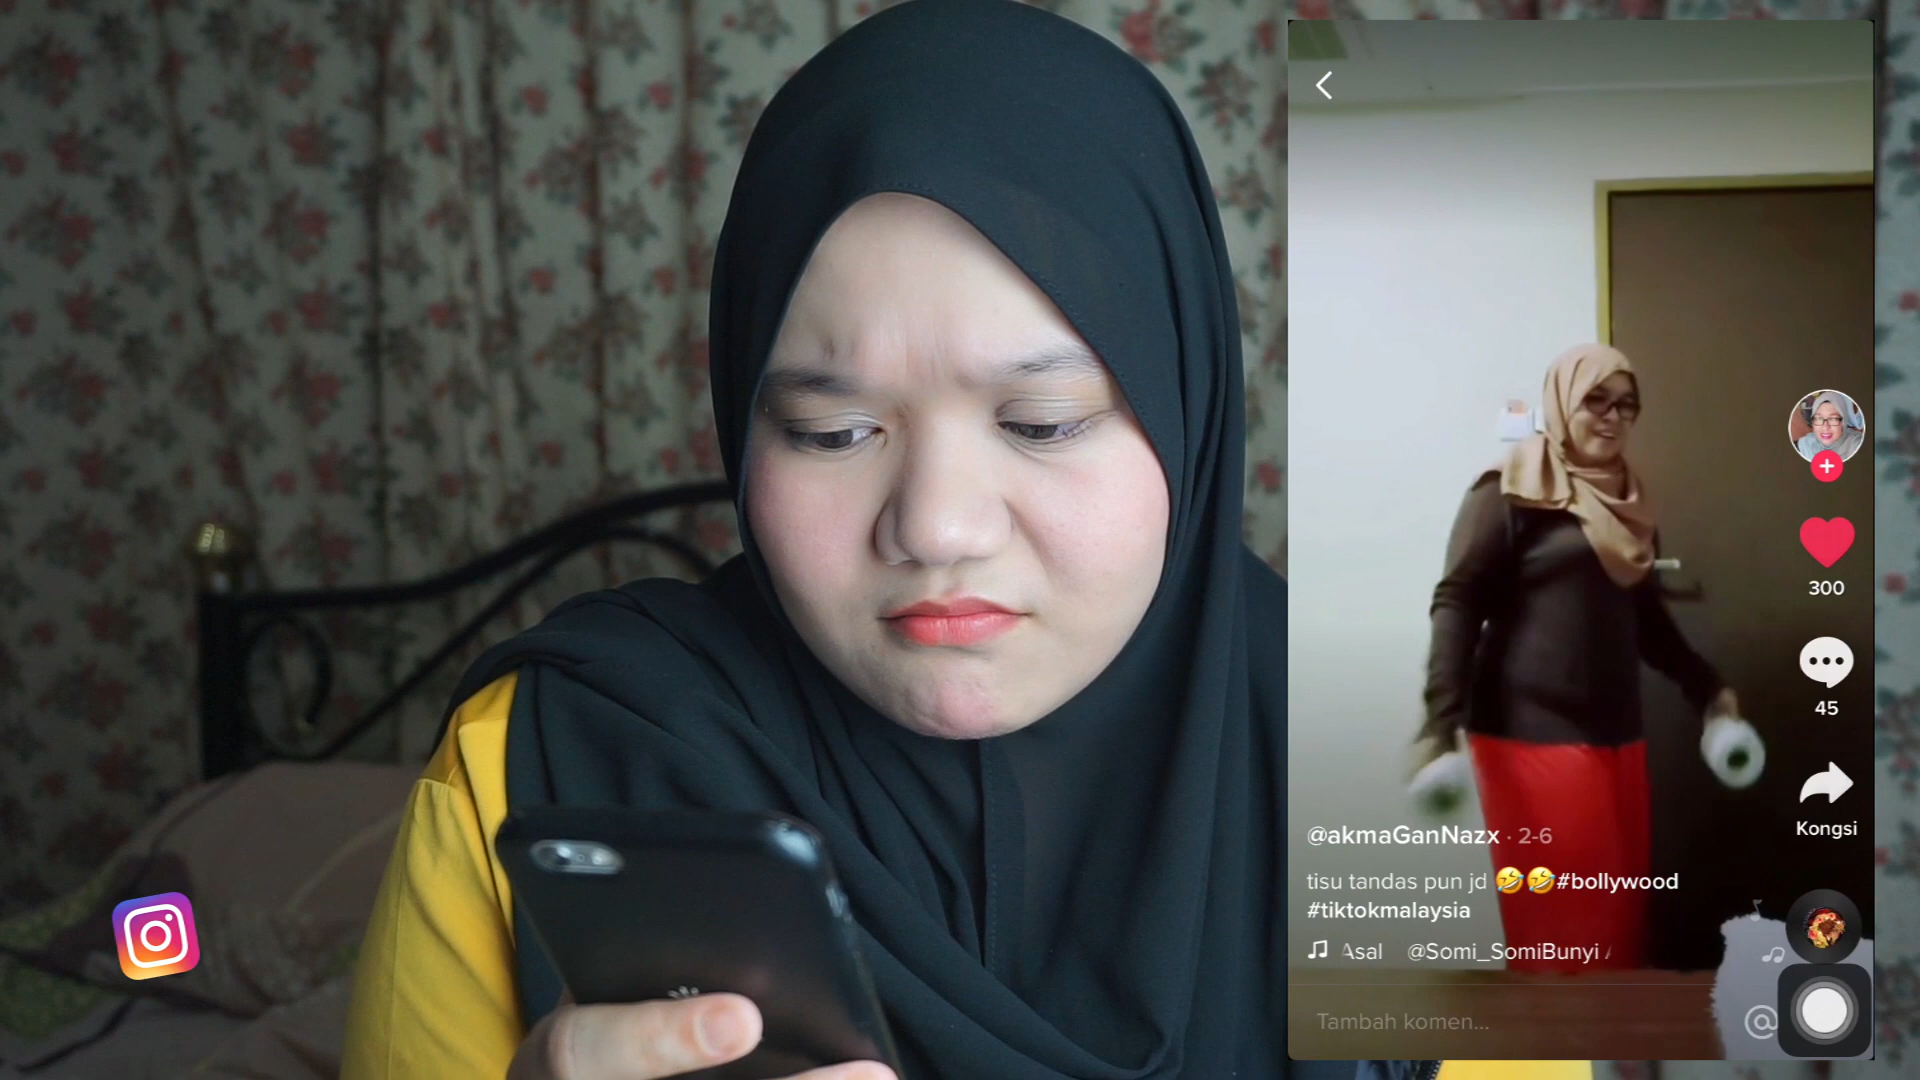 300
45
Kongsi
@akmaGanNazx · 2-6
tisu tandas pun jd 🤣🤣#bollywood
#tiktokmalaysia
Asal @Somi_SomiBunyi
Tambah komen...